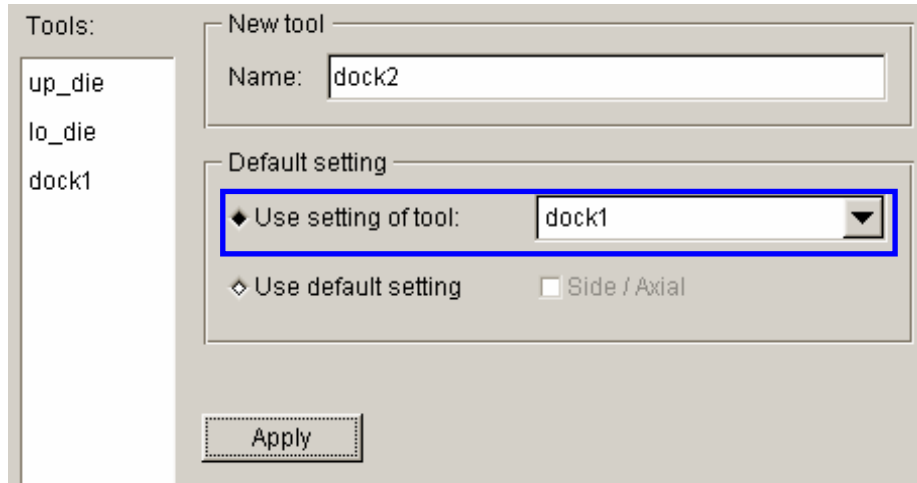 Tools:
up_die
lo_die
dock1
New tool
Name: dock2
Default setting
Use setting of tool: dock1
Use default setting Side / Axial
Apply